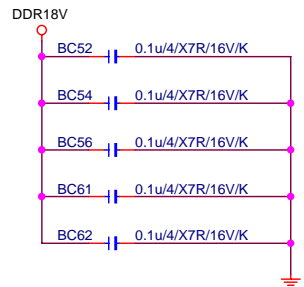 DDR18V
BC52 0.1u/4/X7R/16V/K
BC54 0.1u/4/X7R/16V/K
BC56 0.1u/4/X7R/16V/K
BC61 0.1u/4/X7R/16V/K
BC62 0.1u/4/X7R/16V/K